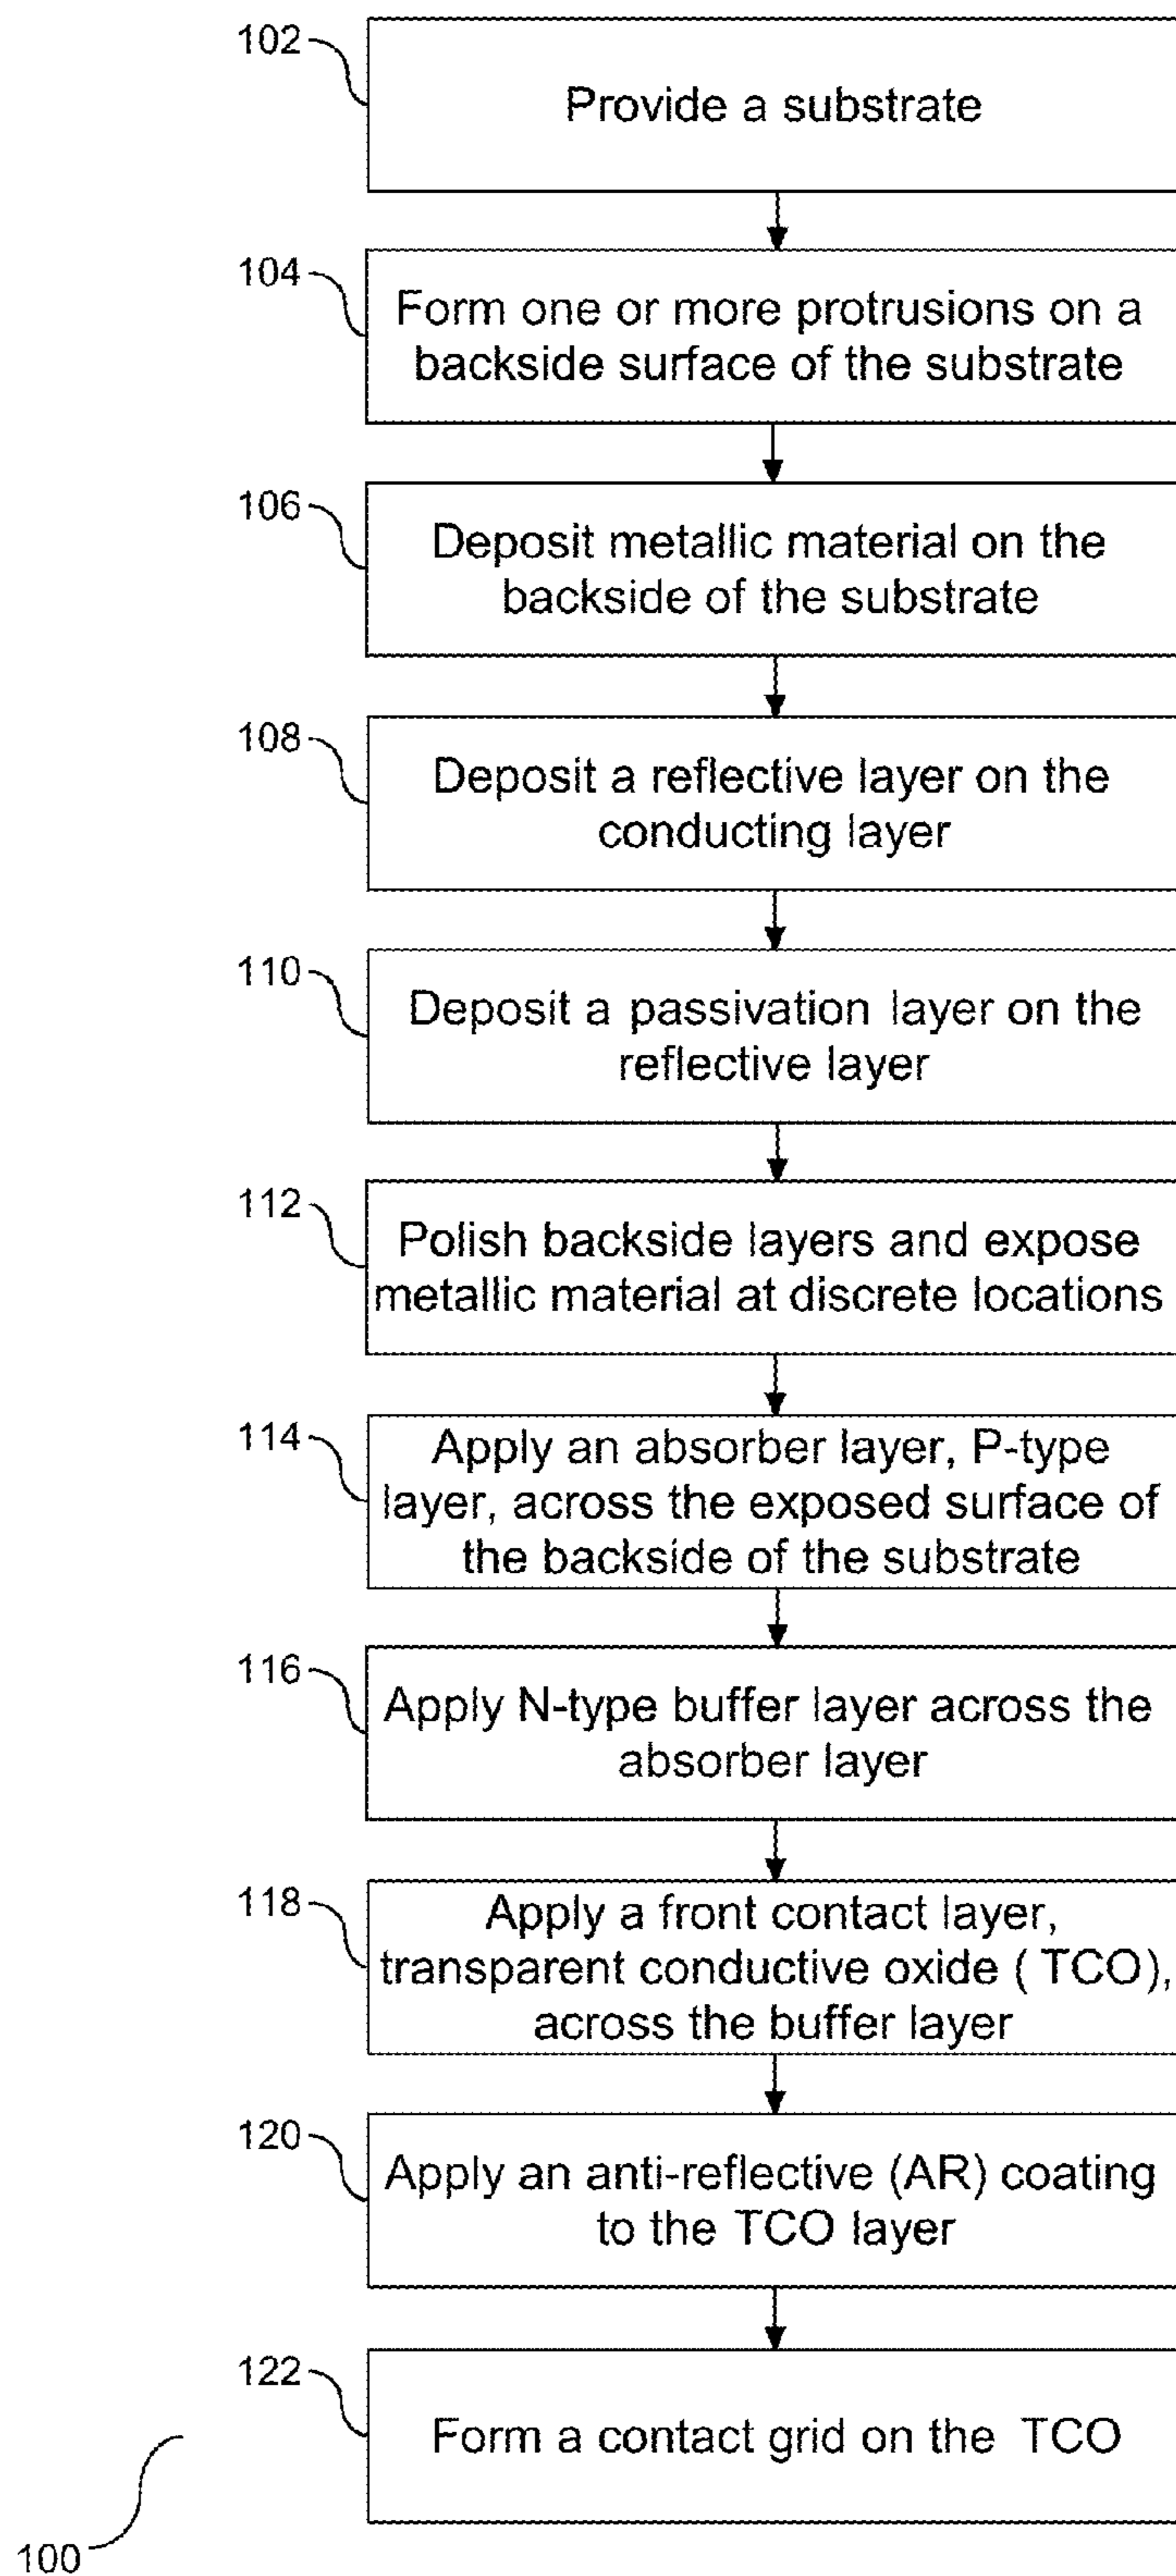 102
Provide a substrate
104
Form one or more protrusions on a
backside surface of the substrate
106
Deposit metallic material on the
backside of the substrate
108
Deposit a reflective layer on the
conducting layer
110
Deposit a passivation layer on the
reflective layer
112
Polish backside layers and expose
metallic material at discrete locations
114
Apply an absorber layer, P-type
layer, across the exposed surface of
the backside of the substrate
116
Apply N-type buffer layer across the
absorber layer
118
Apply a front contact layer,
transparent conductive oxide ( TCO),
across the buffer layer
120
Apply an anti-reflective (AR) coating
to the TCO layer
122
Form a contact grid on the TCO
100